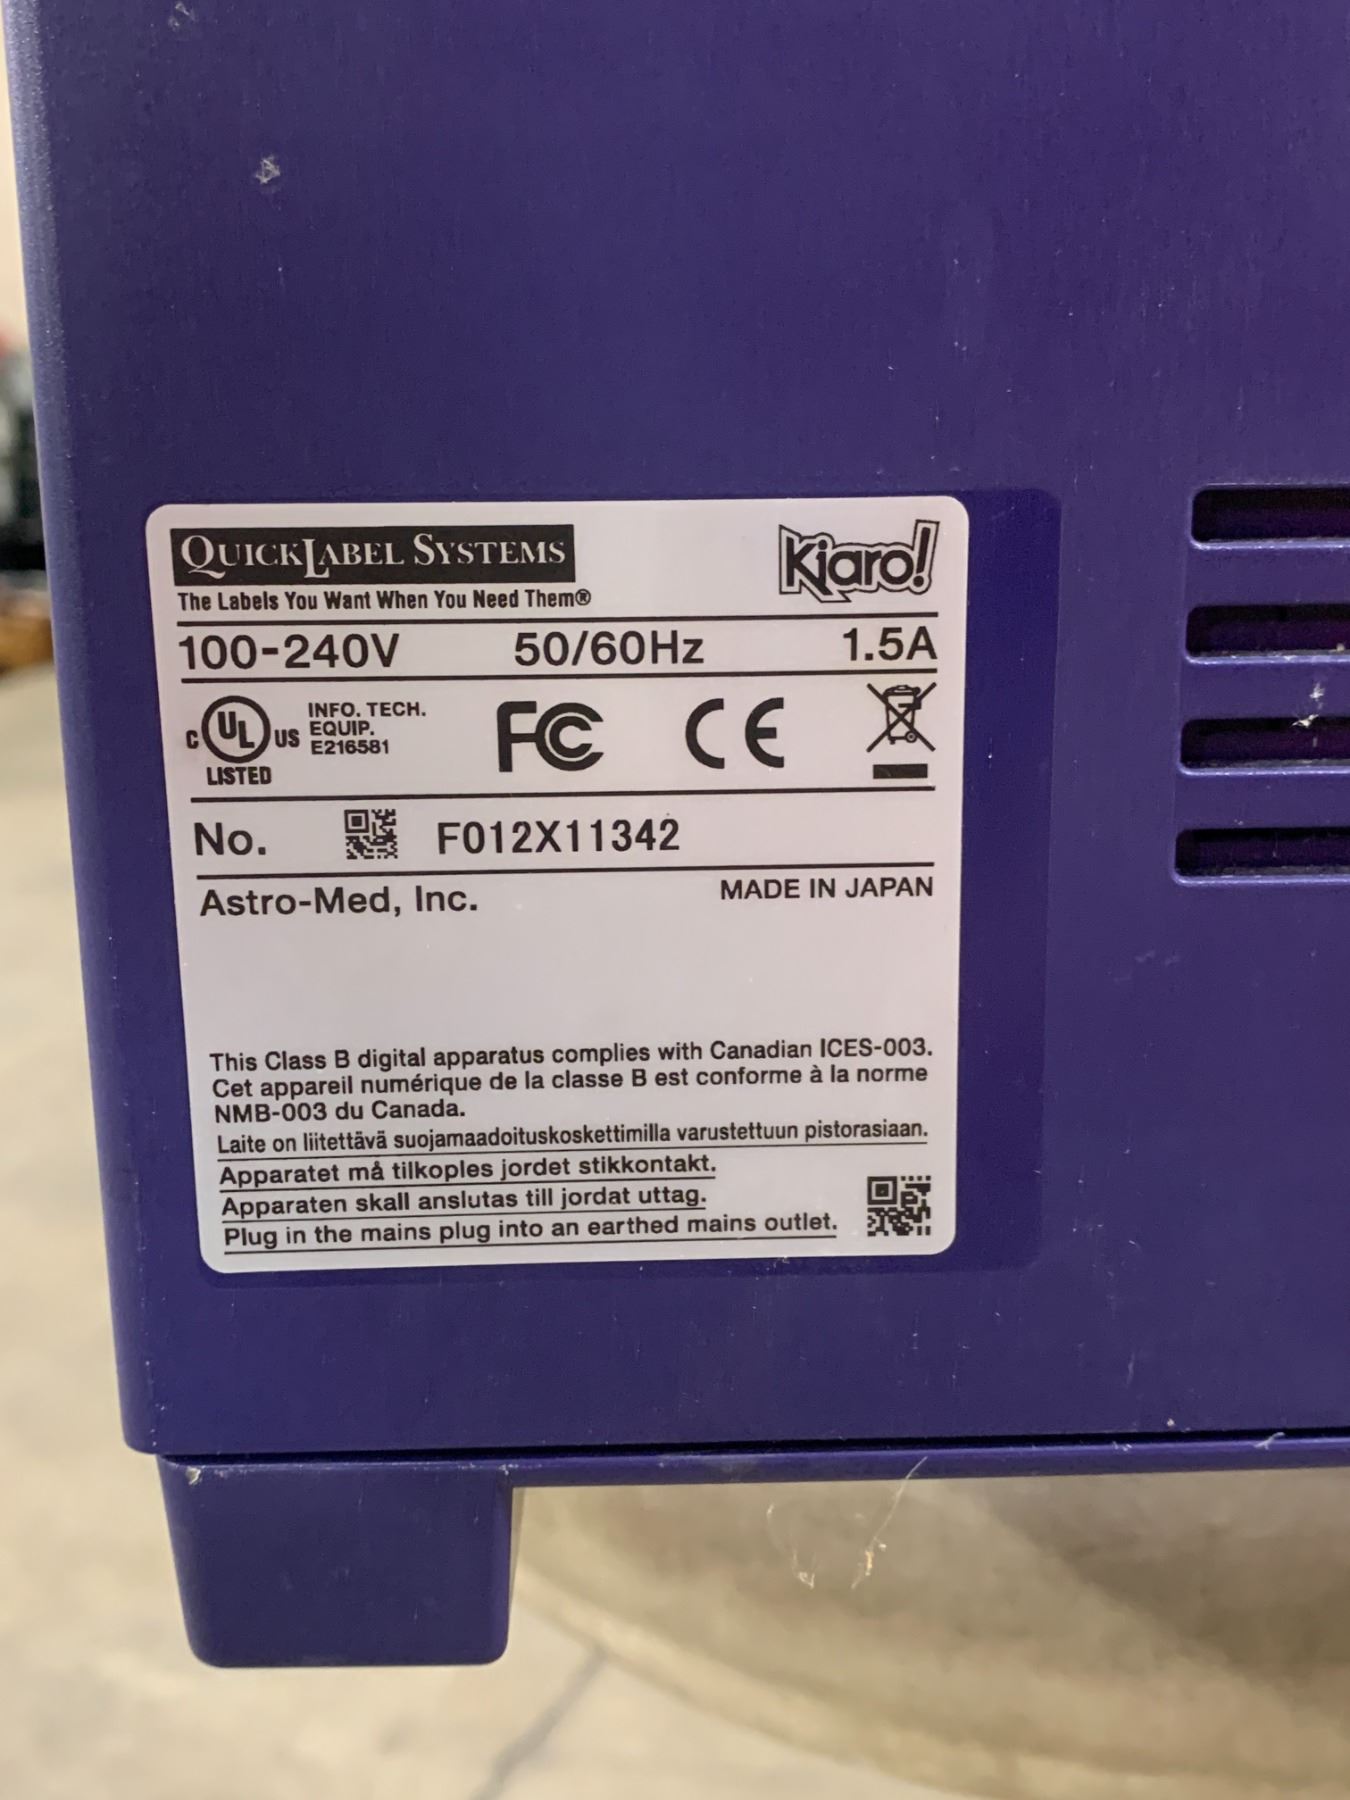 QUICKLABEL SYSTEMS
Kiaro!
The Labels You Want When You Need Them®
100-240V 50/60Hz 1.5A
C UL US LISTED
INFO. TECH.
EQUIP.
E216581
FC CE
No. F012X11342
Astro-Med, Inc. MADE IN JAPAN
This Class B digital apparatus complies with Canadian ICES-003.
Cet appareil numérique de la classe B est conforme à la norme
NMB-003 du Canada.
Laite on liitettävä suojamaadoituskoskettimilla varustettuun pistorasiaan.
Apparatet må tilkoples jordet stikkontakt.
Apparaten skall anslutas till jordat uttag.
Plug in the mains plug into an earthed mains outlet.